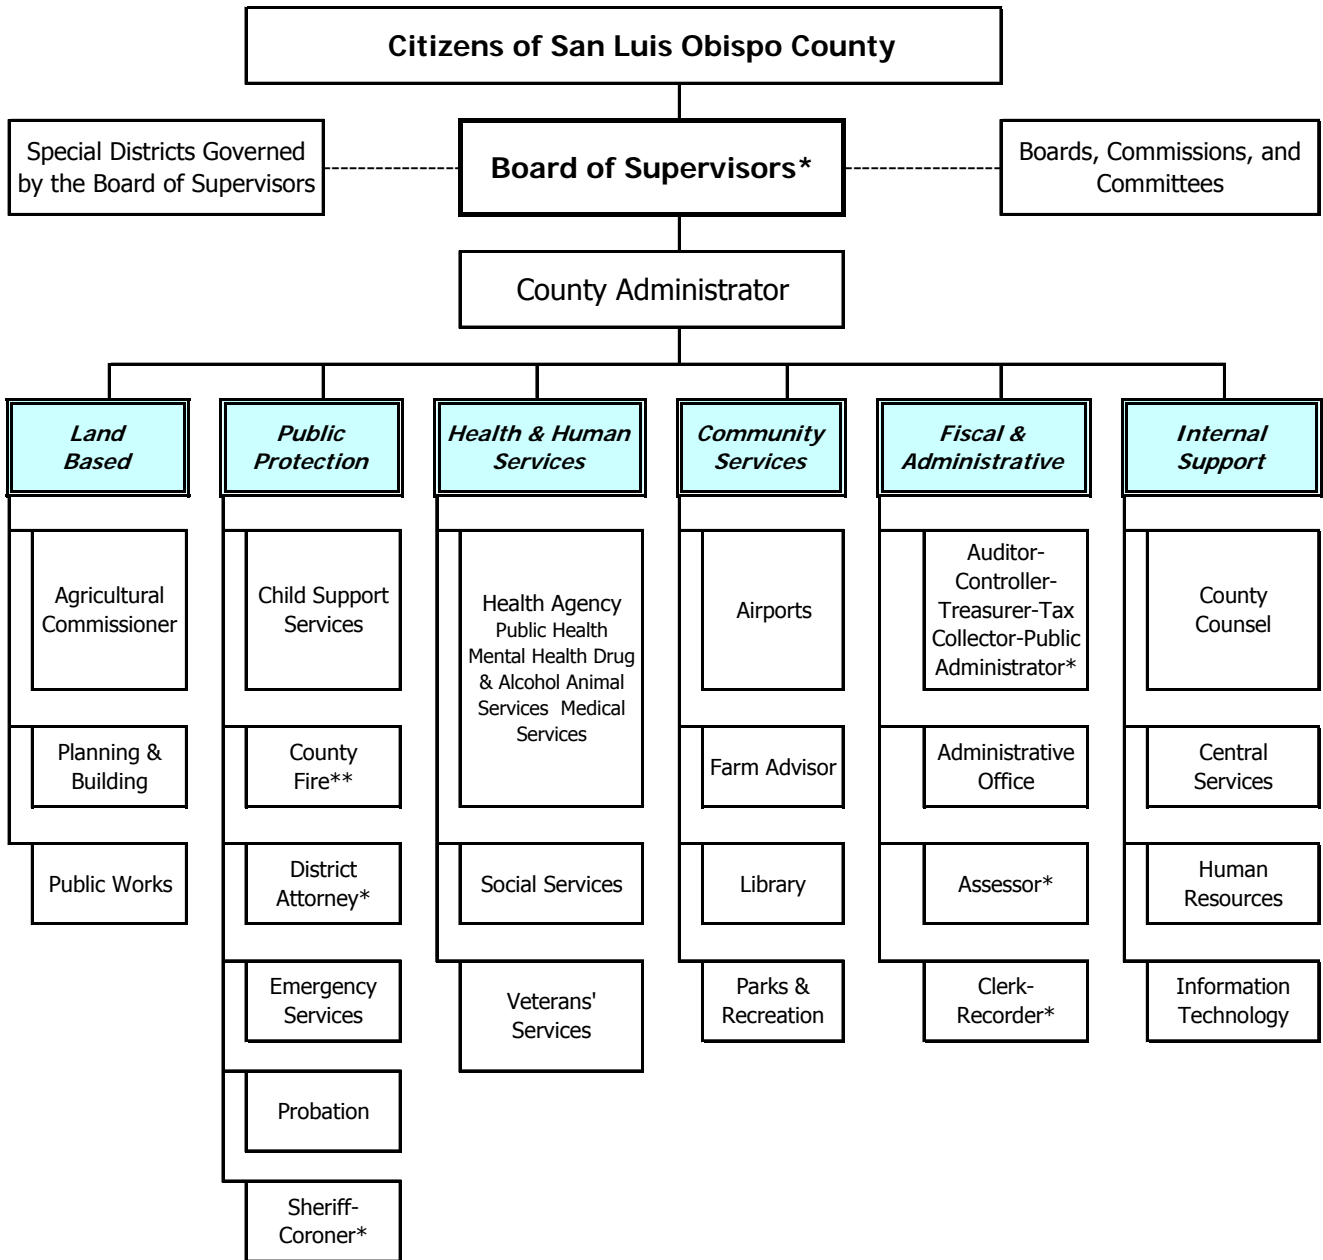 Citizens of San Luis Obispo County
Special Districts Governed
by the Board of Supervisors
Board of Supervisors*
Boards, Commissions, and
Committees
County Administrator
Land
Based
Public
Protection
Health & Human
Services
Community
Services
Fiscal &
Administrative
Internal
Support
Agricultural
Commissioner
Planning &
Building
Public Works
Child Support
Services
County
Fire**
District
Attorney*
Emergency
Services
Probation
Sheriff-
Coroner*
Health Agency
Public Health
Mental Health Drug
& Alcohol Animal
Services Medical
Services
Social Services
Veterans'
Services
Airports
Farm Advisor
Library
Parks &
Recreation
Auditor-
Controller-
Treasurer-Tax
Collector-Public
Administrator*
Administrative
Office
Assessor*
Clerk-
Recorder*
County
Counsel
Central
Services
Human
Resources
Information
Technology